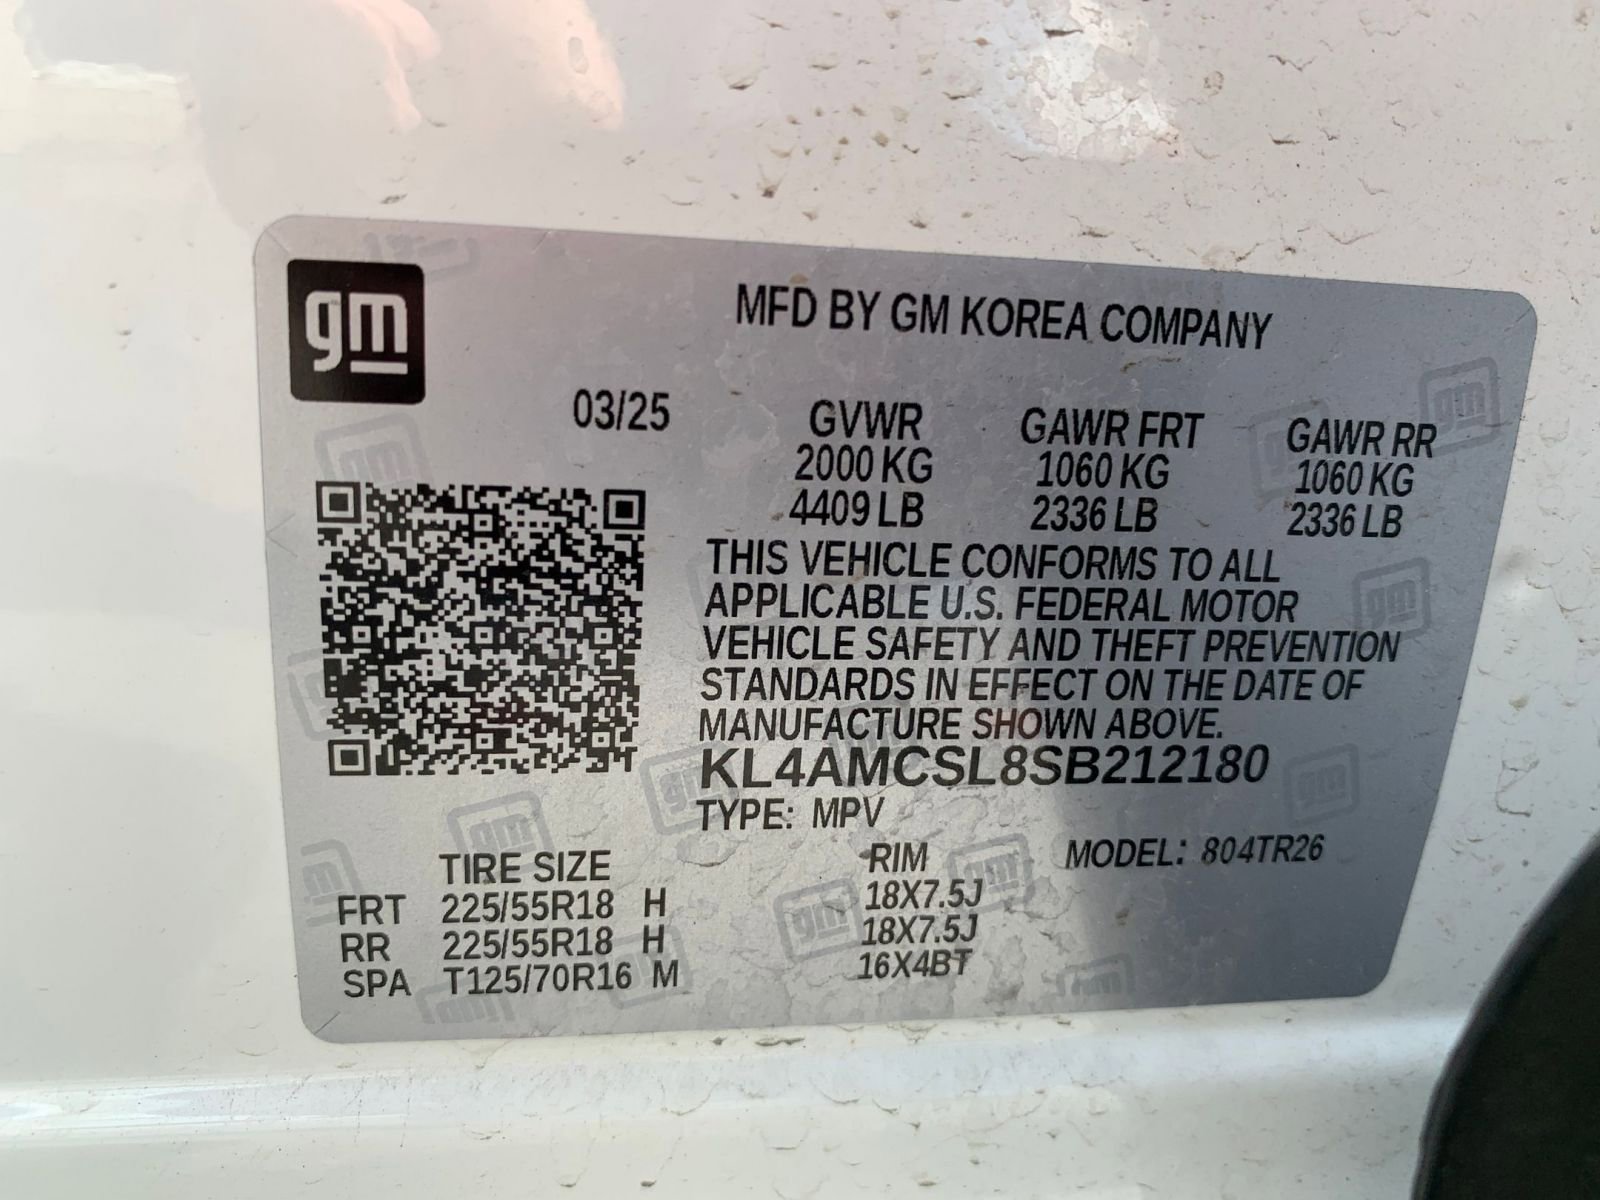 gm
MFD BY GM KOREA COMPANY
03/25
GVWR GAWR FRT GAWR RR
2000 KG 1060 KG 1060 KG
4409 LB 2336 LB 2336 LB
THIS VEHICLE CONFORMS TO ALL
APPLICABLE U.S. FEDERAL MOTOR
VEHICLE SAFETY AND THEFT PREVENTION
STANDARDS IN EFFECT ON THE DATE OF
MANUFACTURE SHOWN ABOVE.
KL4AMCSL8SB212180
TYPE: MPV
TIRE SIZE RIM MODEL: 804TR26
FRT 225/55R18 H 18X7.5J
RR 225/55R18 H 18X7.5J
SPA T125/70R16 M 16X4BT